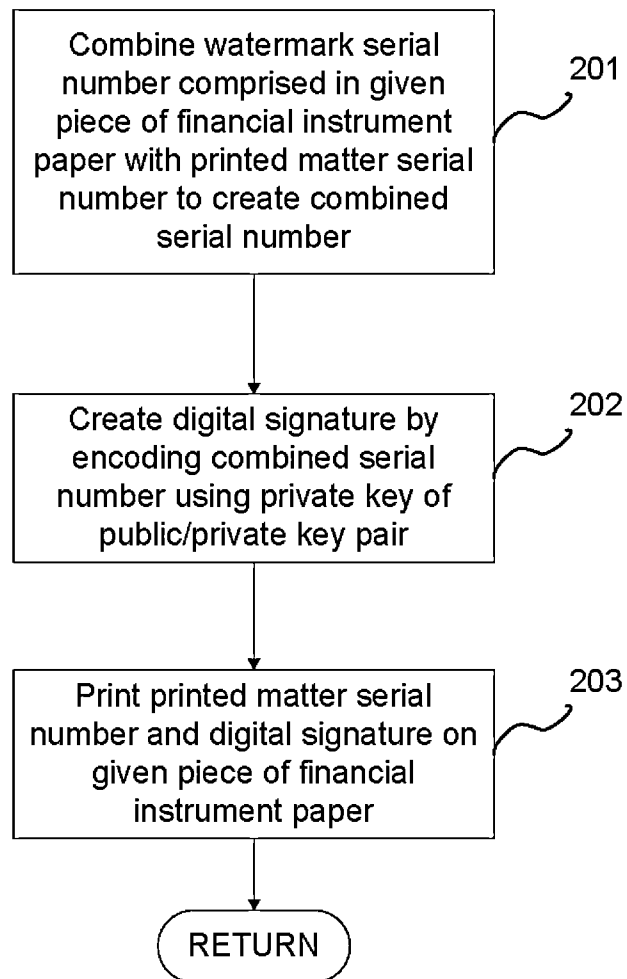 Combine watermark serial
number comprised in given
piece of financial instrument
paper with printed matter serial
number to create combined
serial number
201
Create digital signature by
encoding combined serial
number using private key of
public/private key pair
202
Print printed matter serial
number and digital signature on
given piece of financial
instrument paper
203
RETURN